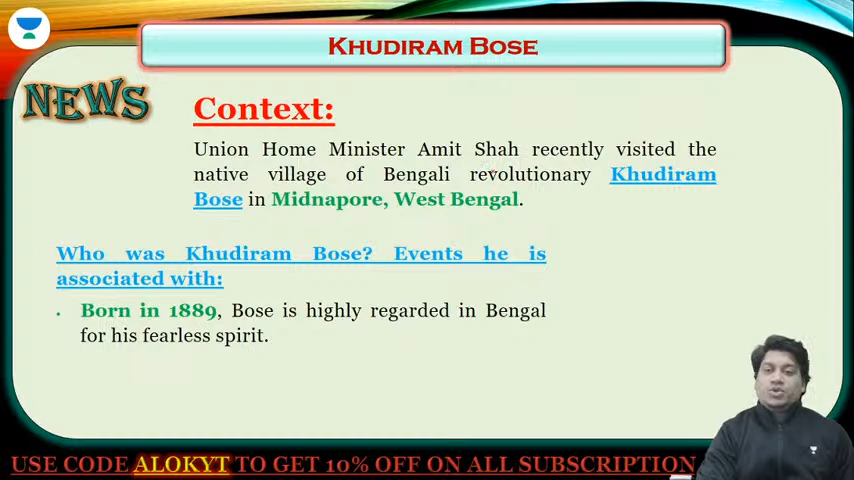 KHUDIRAM BOSE
NEWS
Context:
Union Home Minister Amit Shah recently visited the
native village of Bengali revolutionary Khudiram
Bose in Midnapore, West Bengal.
Who was Khudiram Bose? Events he is
associated with:
• Born in 1889, Bose is highly regarded in Bengal
for his fearless spirit.
USE CODE ALOKYT TO GET 10% OFF ON ALL SUBSCRIPTION